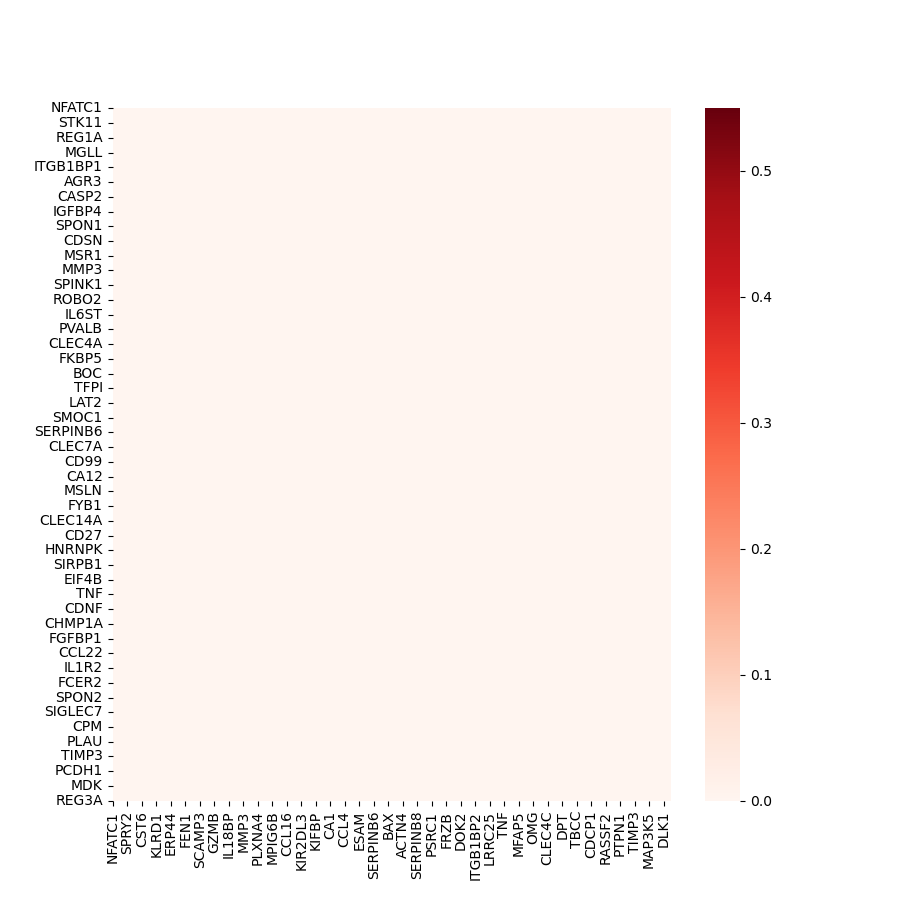 NFATC1
STK11
REG1A
MGLL
ITGB1BP1
AGR3
CASP2
IGFBP4
SPON1
CDSN
MSR1
MMP3
SPINK1
ROBO2
IL6ST
PVALB
CLEC4A
FKBP5
BOC
TFPI
LAT2
SMOC1
SERPINB6
CLEC7A
CD99
CA12
MSLN
FYB1
CLEC14A
CD27
HNRNPK
SIRPB1
EIF4B
TNF
CDNF
CHMP1A
FGFBP1
CCL22
IL1R2
FCER2
SPON2
SIGLEC7
CPM
PLAU
TIMP3
PCDH1
MDK
REG3A
NFATC1
SPRY2
CST6
KLRD1
ERP44
FEN1
SCAMP3
GZMB
IL18BP
MMP3
PLXNA4
MPIG6B
CCL16
KIR2DL3
KIFBP
CA1
CCL4
ESAM
SERPINB6
BAX
ACTN4
SERPINB8
PSRC1
FRZB
DOK2
ITGB1BP2
LRRC25
TNF
MFAP5
OMG
CLEC4C
DPT
TBCC
CDCP1
RASSF2
PTPN1
TIMP3
MAP3K5
DLK1
0.5
0.4
0.3
0.2
0.1
0.0